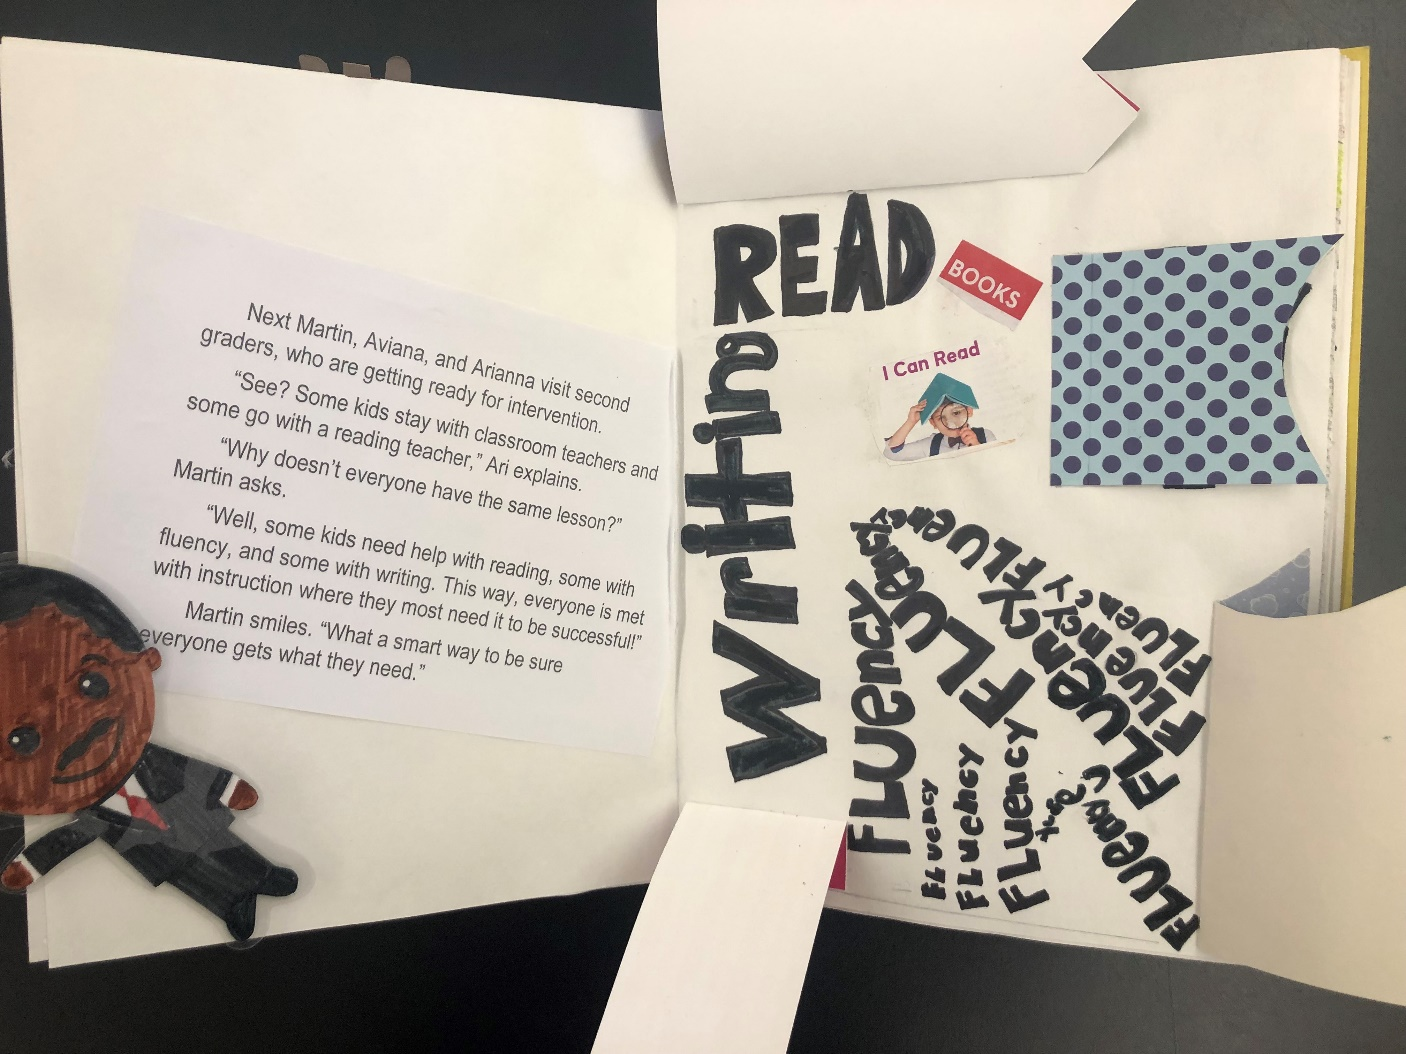 Next Martin, Aviana, and Arianna visit second
graders, who are getting ready for intervention.
“See? Some kids stay with classroom teachers and
some go with a reading teacher,” Ari explains.
“Why doesn’t everyone have the same lesson?”
Martin asks.
“Well, some kids need help with reading, some with
fluency, and some with writing. This way, everyone is met
with instruction where they most need it to be successful!”
Martin smiles. “What a smart way to be sure
everyone gets what they need.”
READ
BOOKS
I Can Read
Writing
FLuency
FLuency
FLuency
FLuency
FLuency
FLuency
FLuency
FLuency
FLuency
FLuency